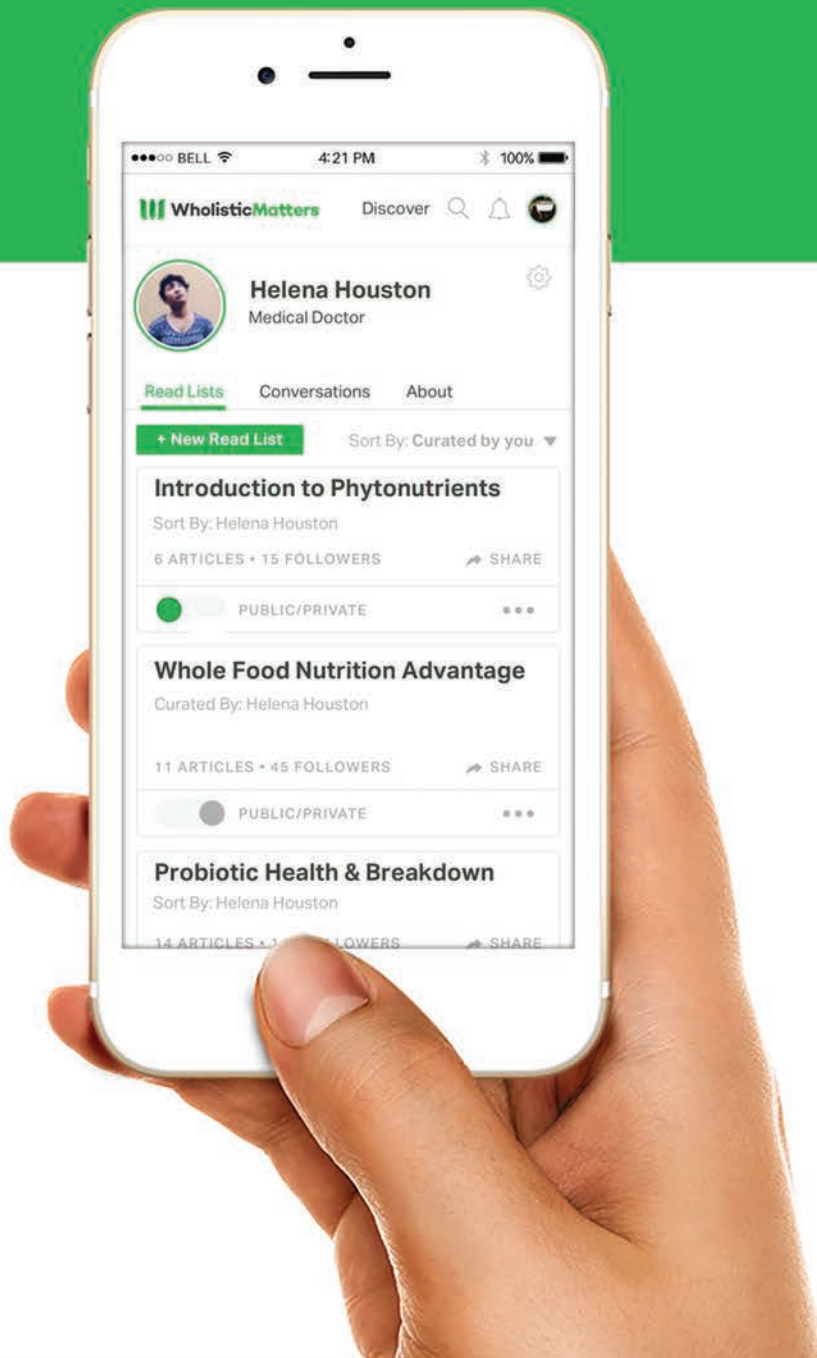 BELL 4:21 PM 100%
WholisticMatters Discover
Helena Houston
Medical Doctor
Read Lists Conversations About
+ New Read List Sort By: Curated by you
Introduction to Phytonutrients
Sort By: Helena Houston
6 ARTICLES • 15 FOLLOWERS SHARE
PUBLIC/PRIVATE
Whole Food Nutrition Advantage
Curated By: Helena Houston
11 ARTICLES • 45 FOLLOWERS SHARE
PUBLIC/PRIVATE
Probiotic Health & Breakdown
Sort By: Helena Houston
14 ARTICLES • SHARE